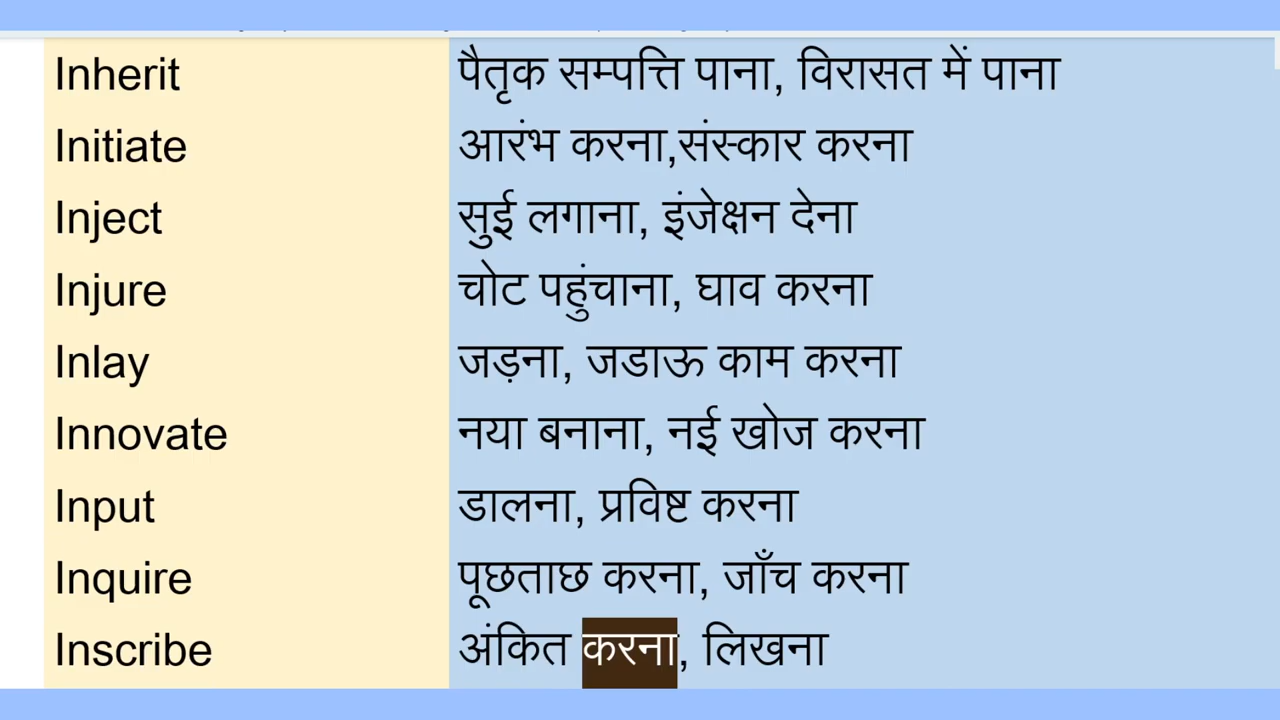 Inherit पैतृक सम्पत्ति पाना, विरासत में पाना
Initiate आरंभ करना,संस्कार करना
Inject सुई लगाना, इंजेक्षन देना
Injure चोट पहुंचाना, घाव करना
Inlay जड़ना, जडाऊ काम करना
Innovate नया बनाना, नई खोज करना
Input डालना, प्रविष्ट करना
Inquire पूछताछ करना, जाँच करना
Inscribe अंकित करना, लिखना